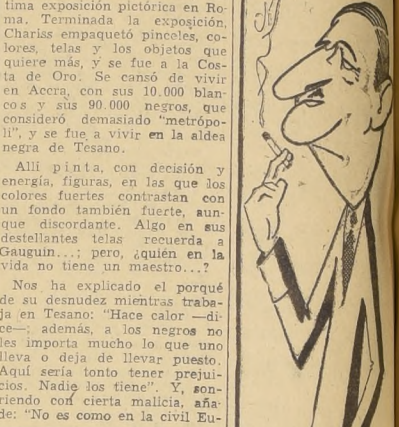 tima exposición pictórica en Ro-
ma. Terminada la exposición,
Chariss empaquetó pinceles, co-
lores, telas y los objetos que
quiere más, y se fue a la Cos-
ta de Oro. Se cansó de vivir
en Accra, con sus 10.000 blan-
cos y sus 90.000 negros, que
consideró demasiado "metrópo-
li", y se fue a vivir en la aldea
negra de Tesano.
Allí pinta, con decisión y
energía, figuras, en las que los
colores fuertes contrastan con
un fondo también fuerte, aun-
que discordante. Algo en sus
destellantes telas recuerda a
Gauguin...; pero, ¿quién en la
vida no tiene un maestro...?
Nos ha explicado el porqué
de su desnudez mientras traba-
ja en Tesano: "Hace calor —di-
ce—; además, a los negros no
les importa mucho lo que uno
lleva o deja de llevar puesto.
Aquí sería tonto tener prejui-
cios. Nadie los tiene". Y, son-
riendo con cierta malicia, aña-
de: "No es como en la civil Eu-